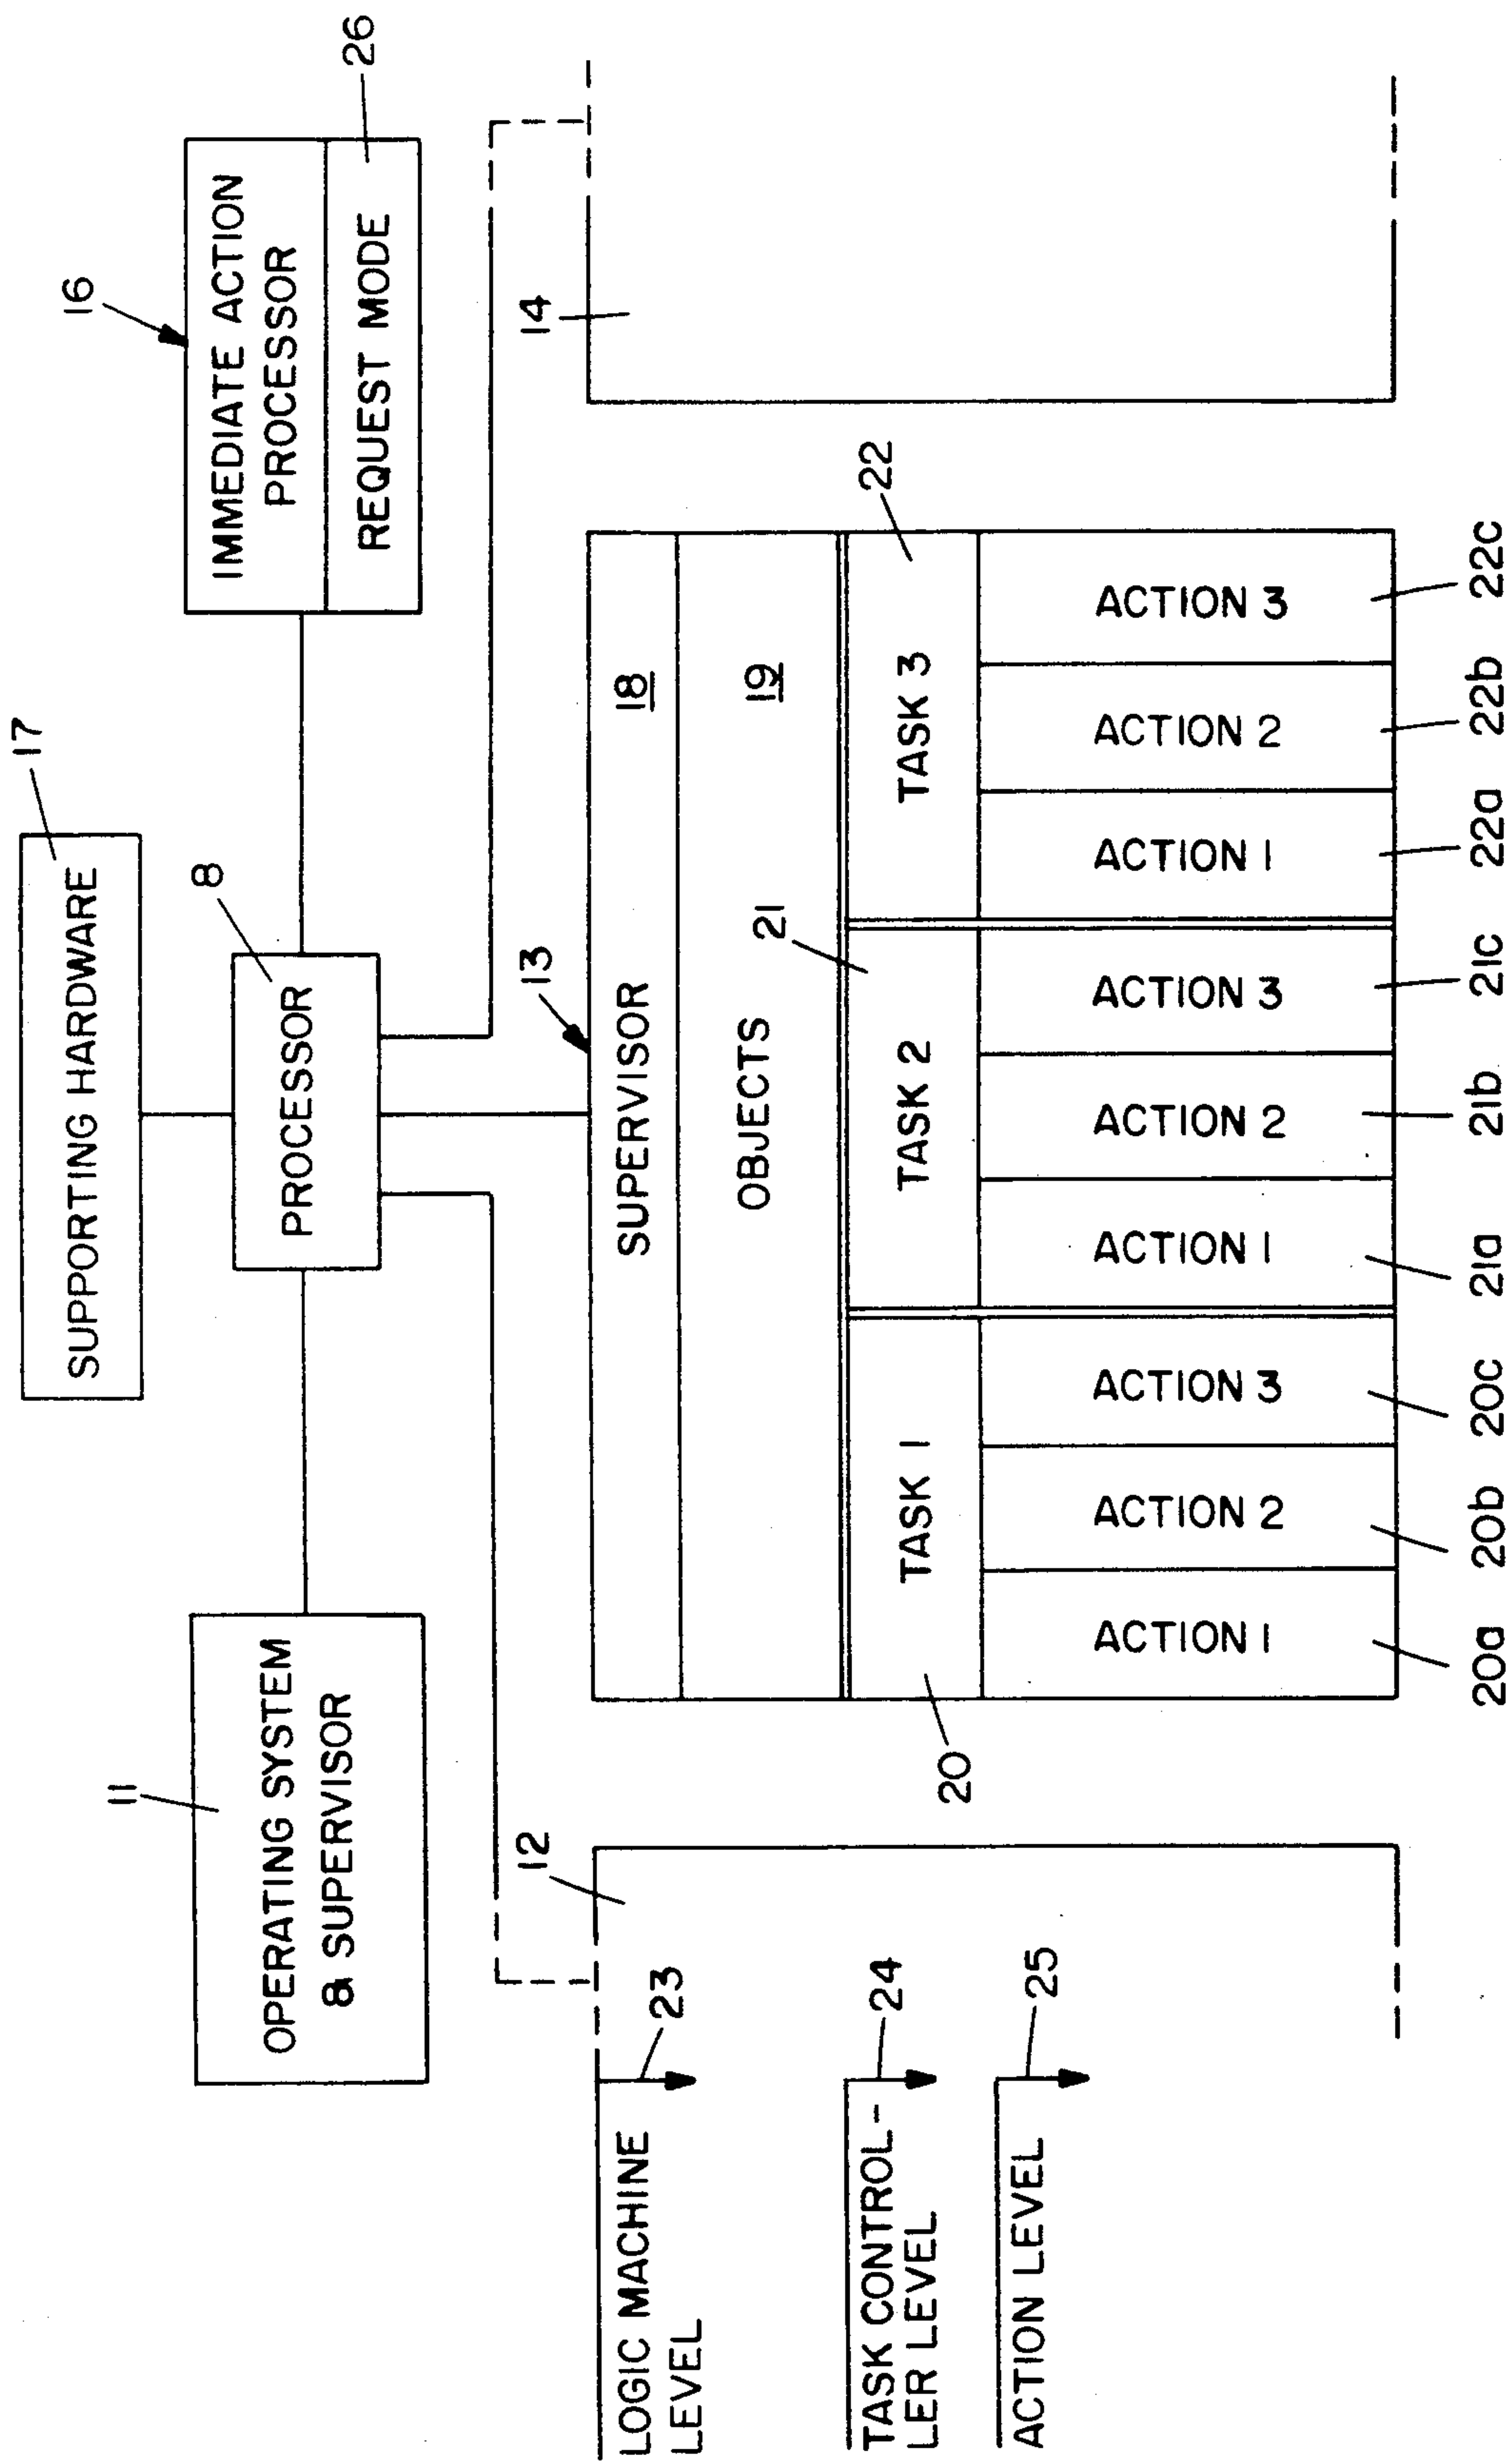 17
SUPPORTING HARDWARE
11
OPERATING SYSTEM
& SUPERVISOR
8
PROCESSOR
16
IMMEDIATE ACTION
PROCESSOR
REQUEST MODE
26
12
13
14
LOGIC MACHINE
LEVEL
23
SUPERVISOR
18
OBJECTS
19
TASK CONTROL-
LER LEVEL
24
20
21
22
TASK 1
TASK 2
TASK 3
ACTION LEVEL
25
ACTION 1
ACTION 2
ACTION 3
ACTION 1
ACTION 2
ACTION 3
ACTION 1
ACTION 2
ACTION 3
20a
20b
20c
21a
21b
21c
22a
22b
22c